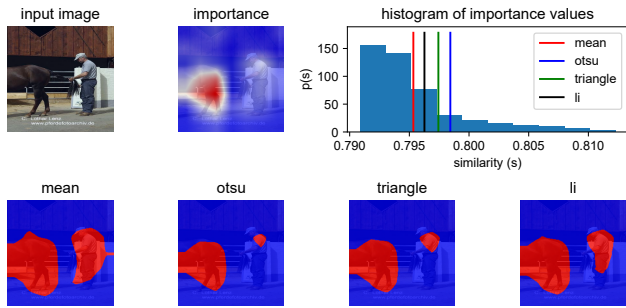 input image
importance
histogram of importance values
p(s)
150
100
50
0
0.790
0.795
0.800
0.805
0.810
similarity (s)
mean
otsu
triangle
li
mean
otsu
triangle
li